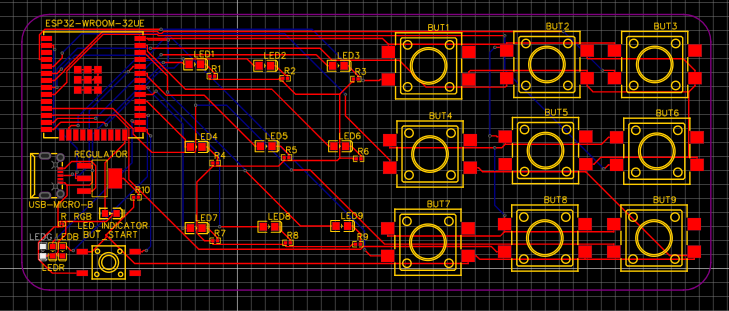 ESP32-WROOM-32UE
BUT1
BUT2
BUT3
LED1
LED2
LED3
R1
R2
R3
BUT4
BUT5
BUT6
LED4
LED5
LED6
R4
R5
R6
REGULATOR
USB-MICRO-B
R10
R_RGB
LED_INDICATOR
BUT_START
LEDG
LEDB
LEDR
LED7
LED8
LED9
R7
R8
R9
BUT7
BUT8
BUT9